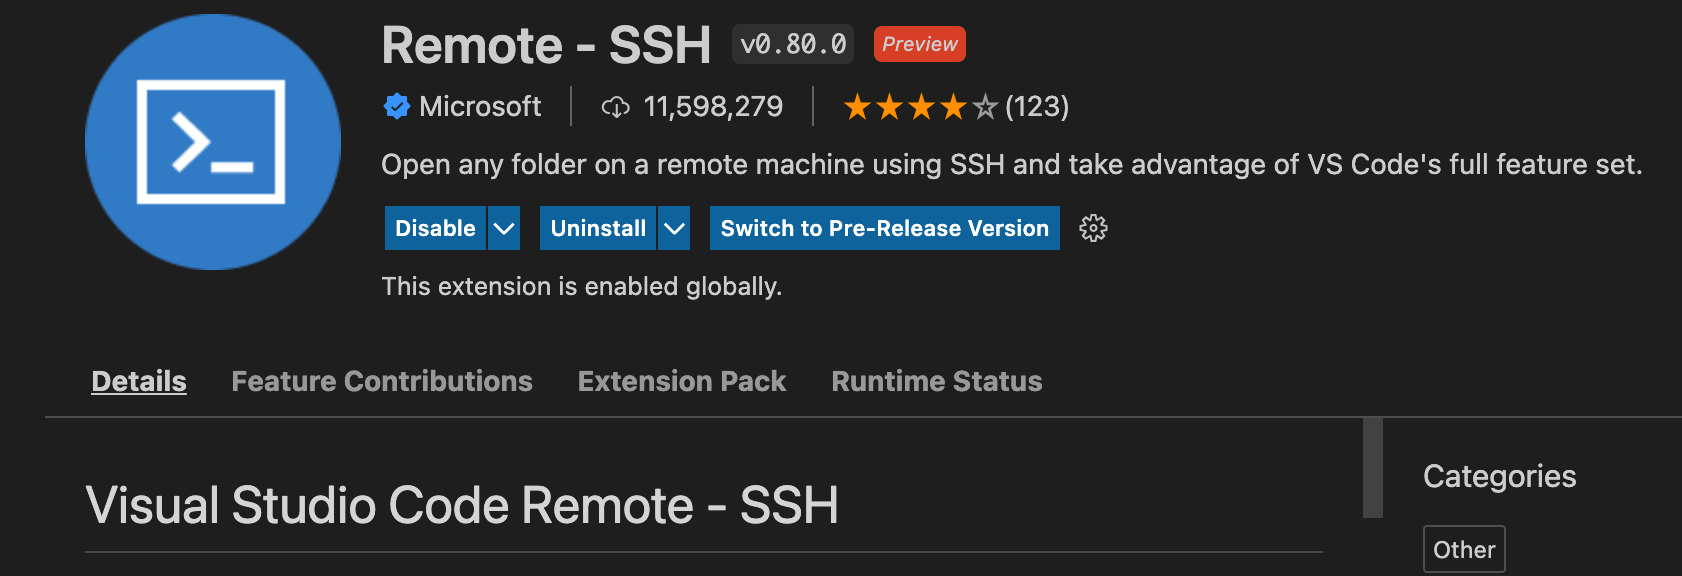 Remote - SSH v0.80.0 Preview
Microsoft 11,598,279 (123)
Open any folder on a remote machine using SSH and take advantage of VS Code's full feature set.
Disable Uninstall Switch to Pre-Release Version
This extension is enabled globally.
Details Feature Contributions Extension Pack Runtime Status
Visual Studio Code Remote - SSH
Categories
Other